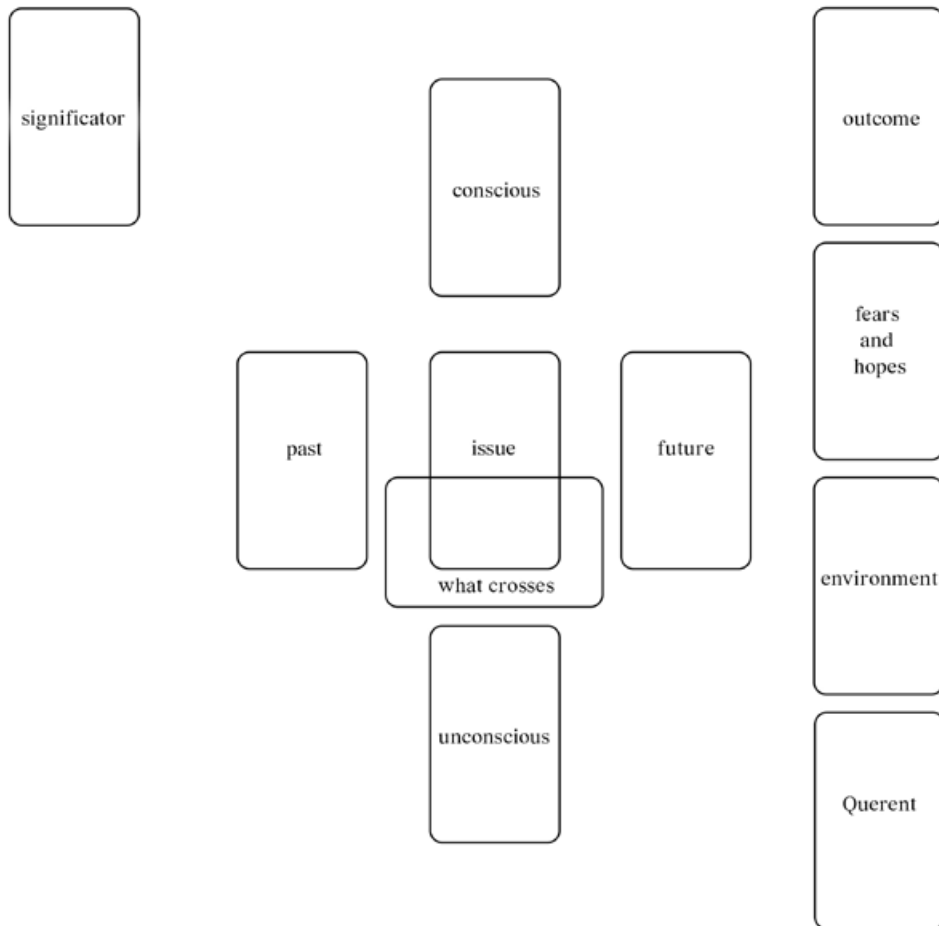 significator
outcome
conscious
fears
and
hopes
past
issue
future
what crosses
environment
unconscious
Querent